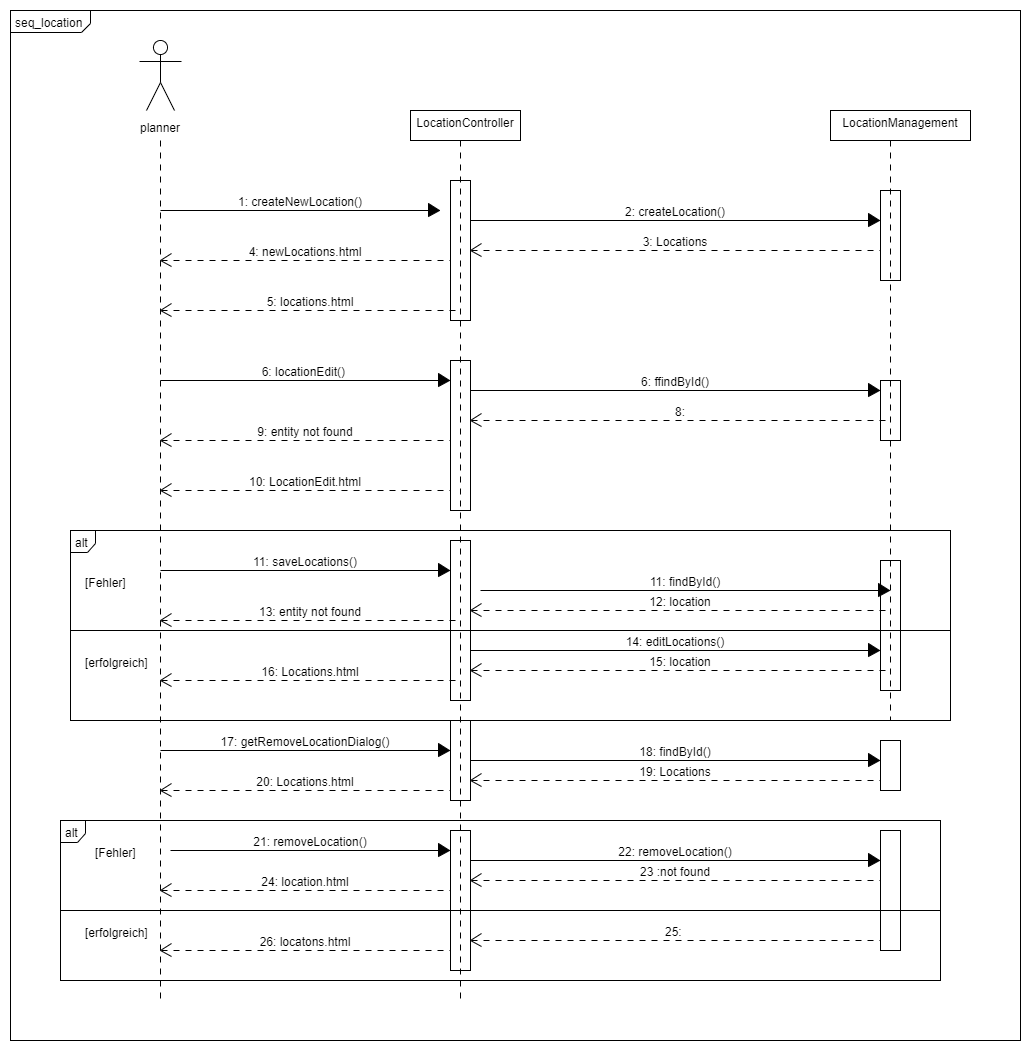 seq_location
planner
LocationController
LocationManagement
1: createNewLocation()
2: createLocation()
3: Locations
4: newLocations.html
5: locations.html
6: locationEdit()
6: ffindById()
8:
9: entity not found
10: LocationEdit.html
alt
11: saveLocations()
[Fehler]
11: findById()
12: location
13: entity not found
14: editLocations()
[erfolgreich]
15: location
16: Locations.html
17: getRemoveLocationDialog()
18: findById()
19: Locations
20: Locations.html
alt
21: removeLocation()
[Fehler]
22: removeLocation()
23 :not found
24: location.html
[erfolgreich]
25:
26: locatons.html